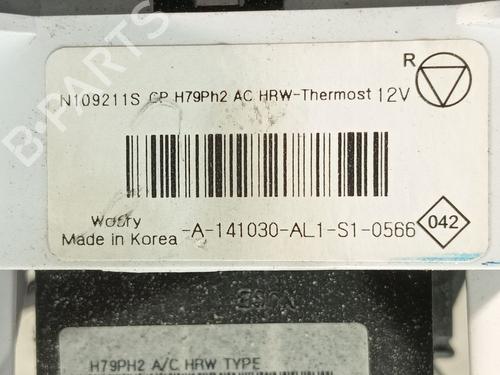 N109211S CP H79Ph2 AC HRW-Thermost 12V
R
Woory
Made in Korea -A-141030-AL1-S1-0566
042
H79PH2 A/C HRW TYPE
B-PARTS